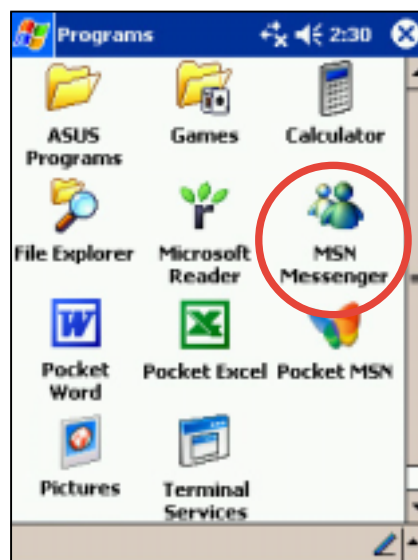 Programs 2:30
ASUS Programs
Games
Calculator
File Explorer
Microsoft Reader
MSN Messenger
Pocket Word
Pocket Excel
Pocket MSN
Pictures
Terminal Services